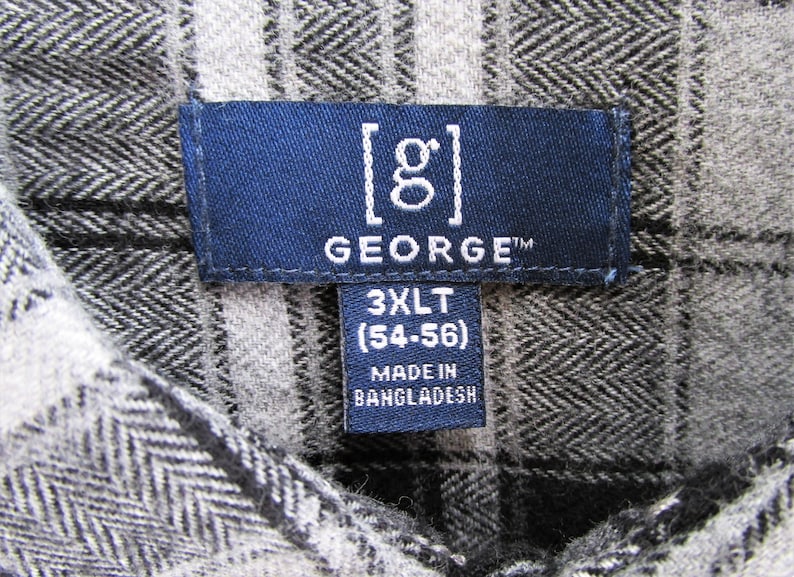 [g]
GEORGE™
3XLT
(54-56)
MADE IN
BANGLADESH